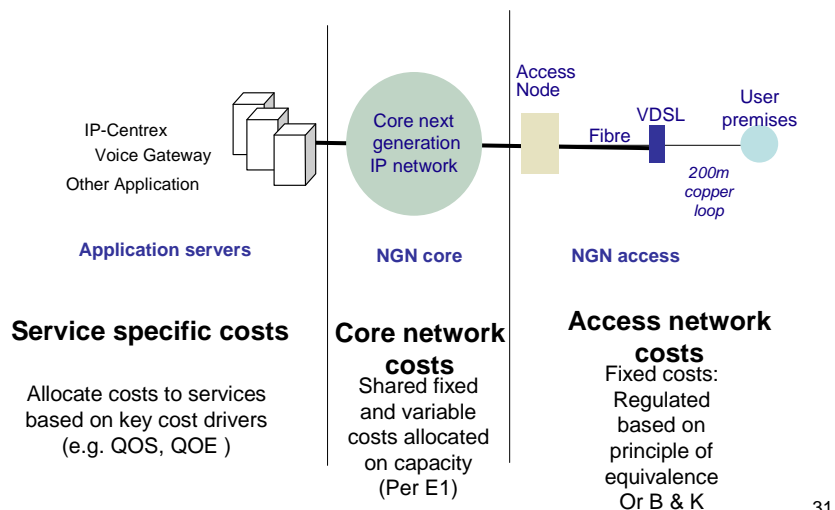 IP-Centrex
Voice Gateway
Other Application
Core next
generation
IP network
Access
Node
Fibre
VDSL
User
premises
200m
copper
loop
Application servers
NGN core
NGN access
Service specific costs
Allocate costs to services
based on key cost drivers
(e.g. QOS, QOE )
Core network
costs
Shared fixed
and variable
costs allocated
on capacity
(Per E1)
Access network
costs
Fixed costs:
Regulated
based on
principle of
equivalence
Or B & K
31